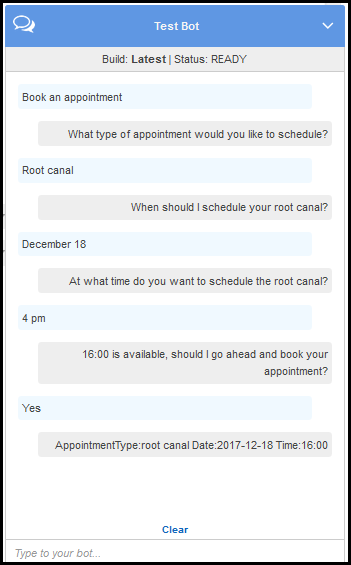 Test Bot
Build: Latest | Status: READY
Book an appointment
What type of appointment would you like to schedule?
Root canal
When should I schedule your root canal?
December 18
At what time do you want to schedule the root canal?
4 pm
16:00 is available, should I go ahead and book your
appointment?
Yes
AppointmentType:root canal Date:2017-12-18 Time:16:00
Clear
Type to your bot...